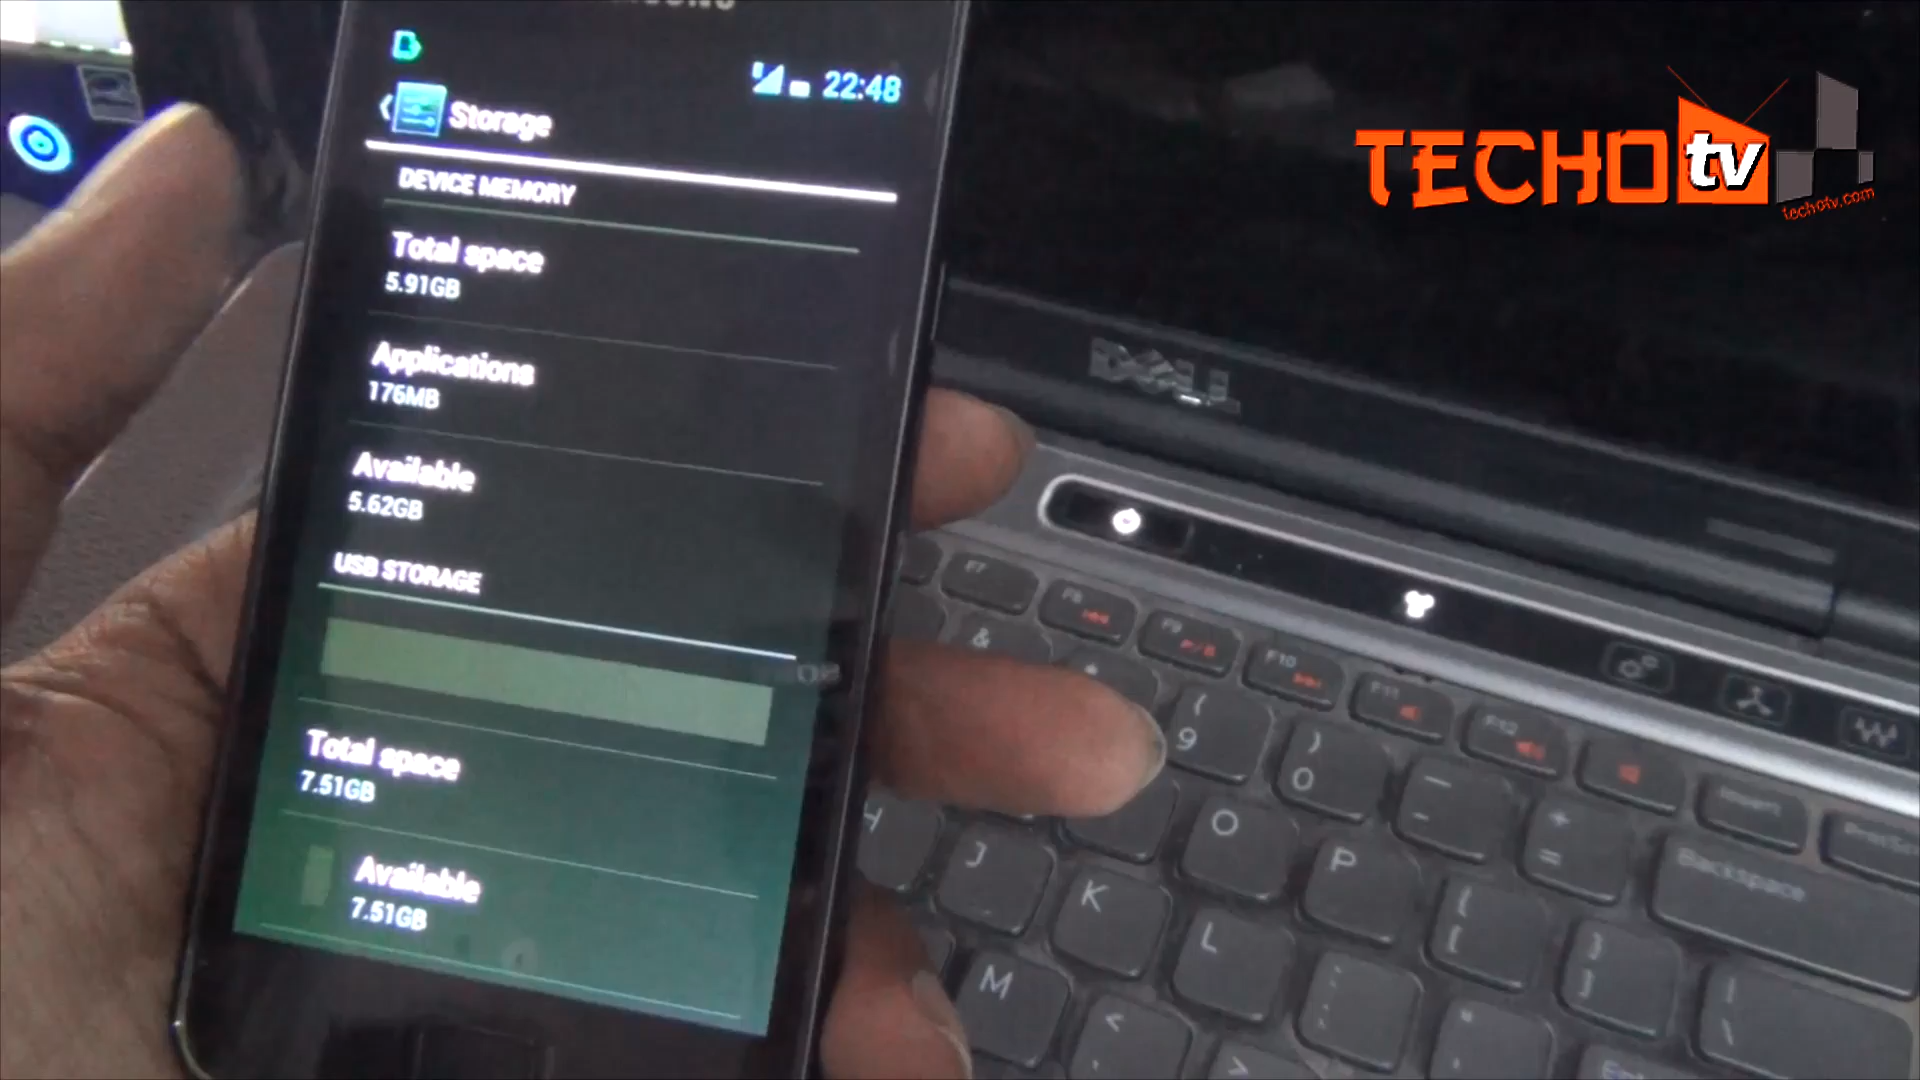 22:48
Storage
DEVICE MEMORY
Total space
5.91GB
Applications
176MB
Available
5.62GB
USB STORAGE
Total space
7.51GB
Available
7.51GB
TECHO tv
techotv.com
DELL
F7
F8
F9
F10
F11
F12
Insert
&
*
(
9
)
0
-
+
=
Backspace
O
P
{
[
}
]
J
K
L
M
<
>
|
\